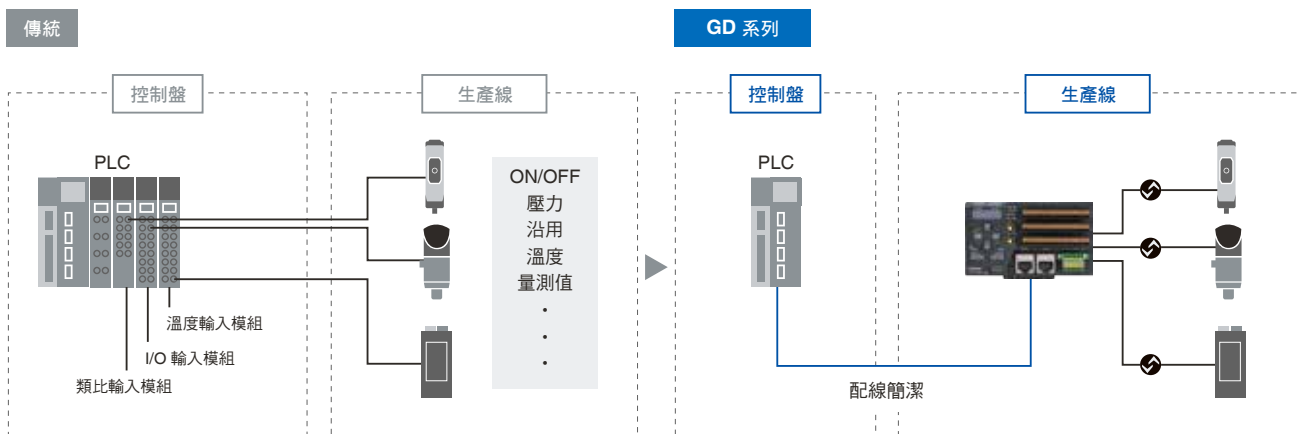 傳統
控制盤
生產線
PLC
ON/OFF
壓力
沿用
溫度
量測值
・
・
・
溫度輸入模組
I/O 輸入模組
類比輸入模組
GD 系列
控制盤
生產線
PLC
配線簡潔